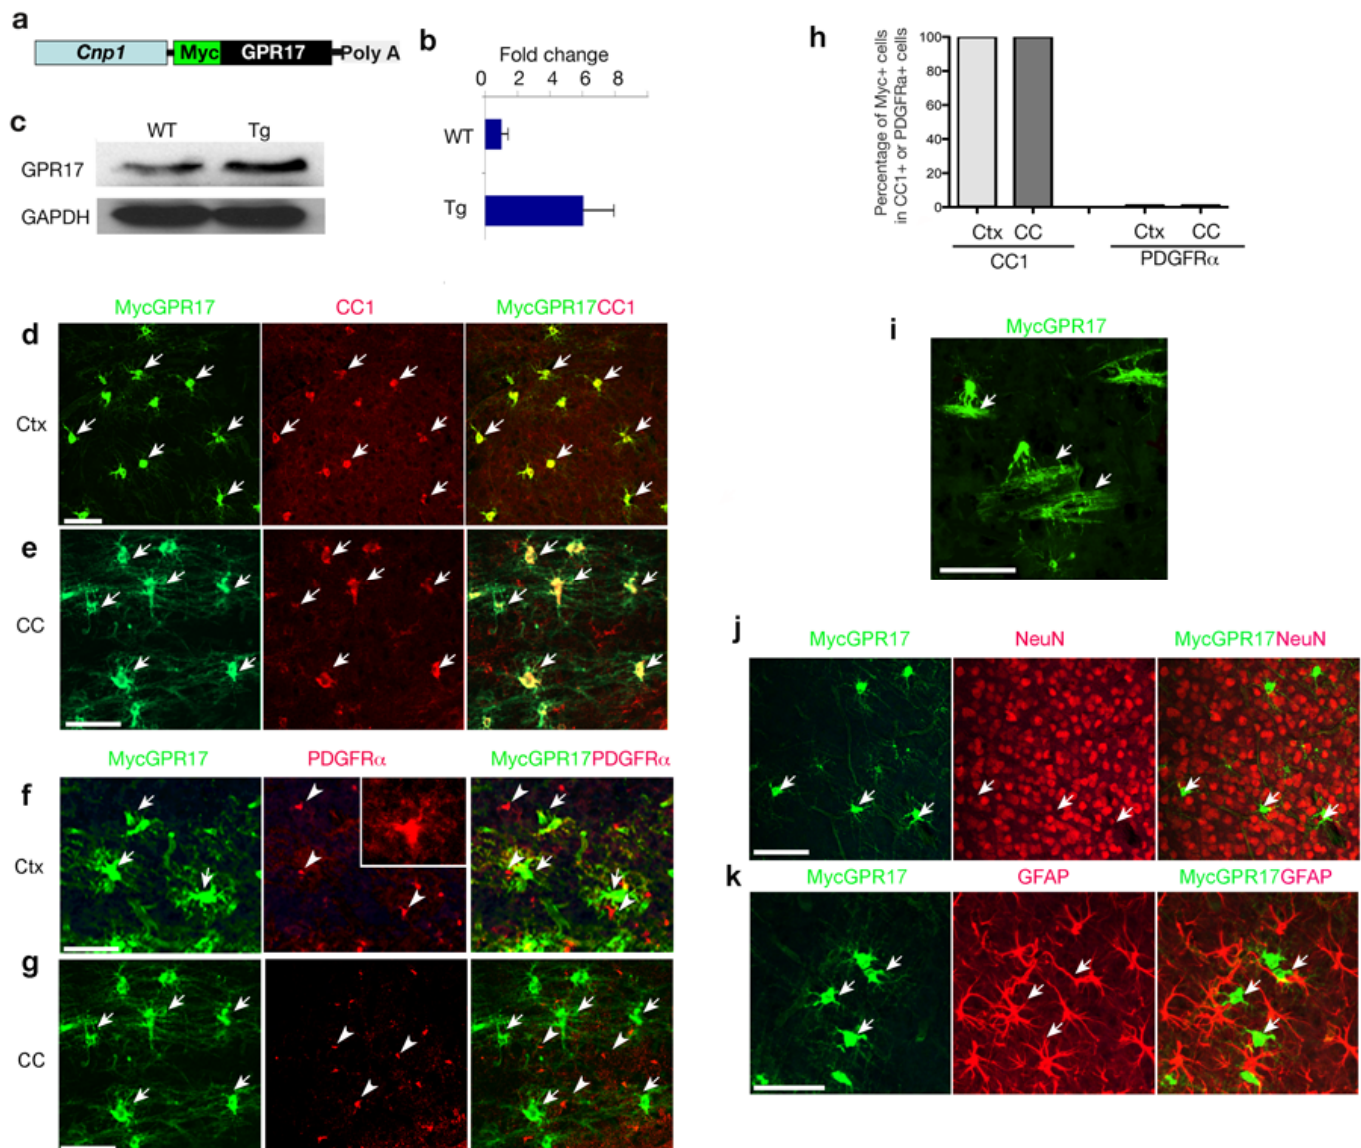 a
Cnp1 Myc GPR17 Poly A
b
Fold change
0 2 4 6 8
WT
Tg
c
WT Tg
GPR17
GAPDH
h
Percentage of Myc+ cells
in CC1+ or PDGFRa+ cells
100
80
60
40
20
0
Ctx CC Ctx CC
CC1 PDGFRα
MycGPR17 CC1 MycGPR17CC1
d
Ctx
e
CC
MycGPR17 PDGFRα MycGPR17PDGFRα
f
Ctx
g
CC
i
MycGPR17
j
MycGPR17 NeuN MycGPR17NeuN
k
MycGPR17 GFAP MycGPR17GFAP